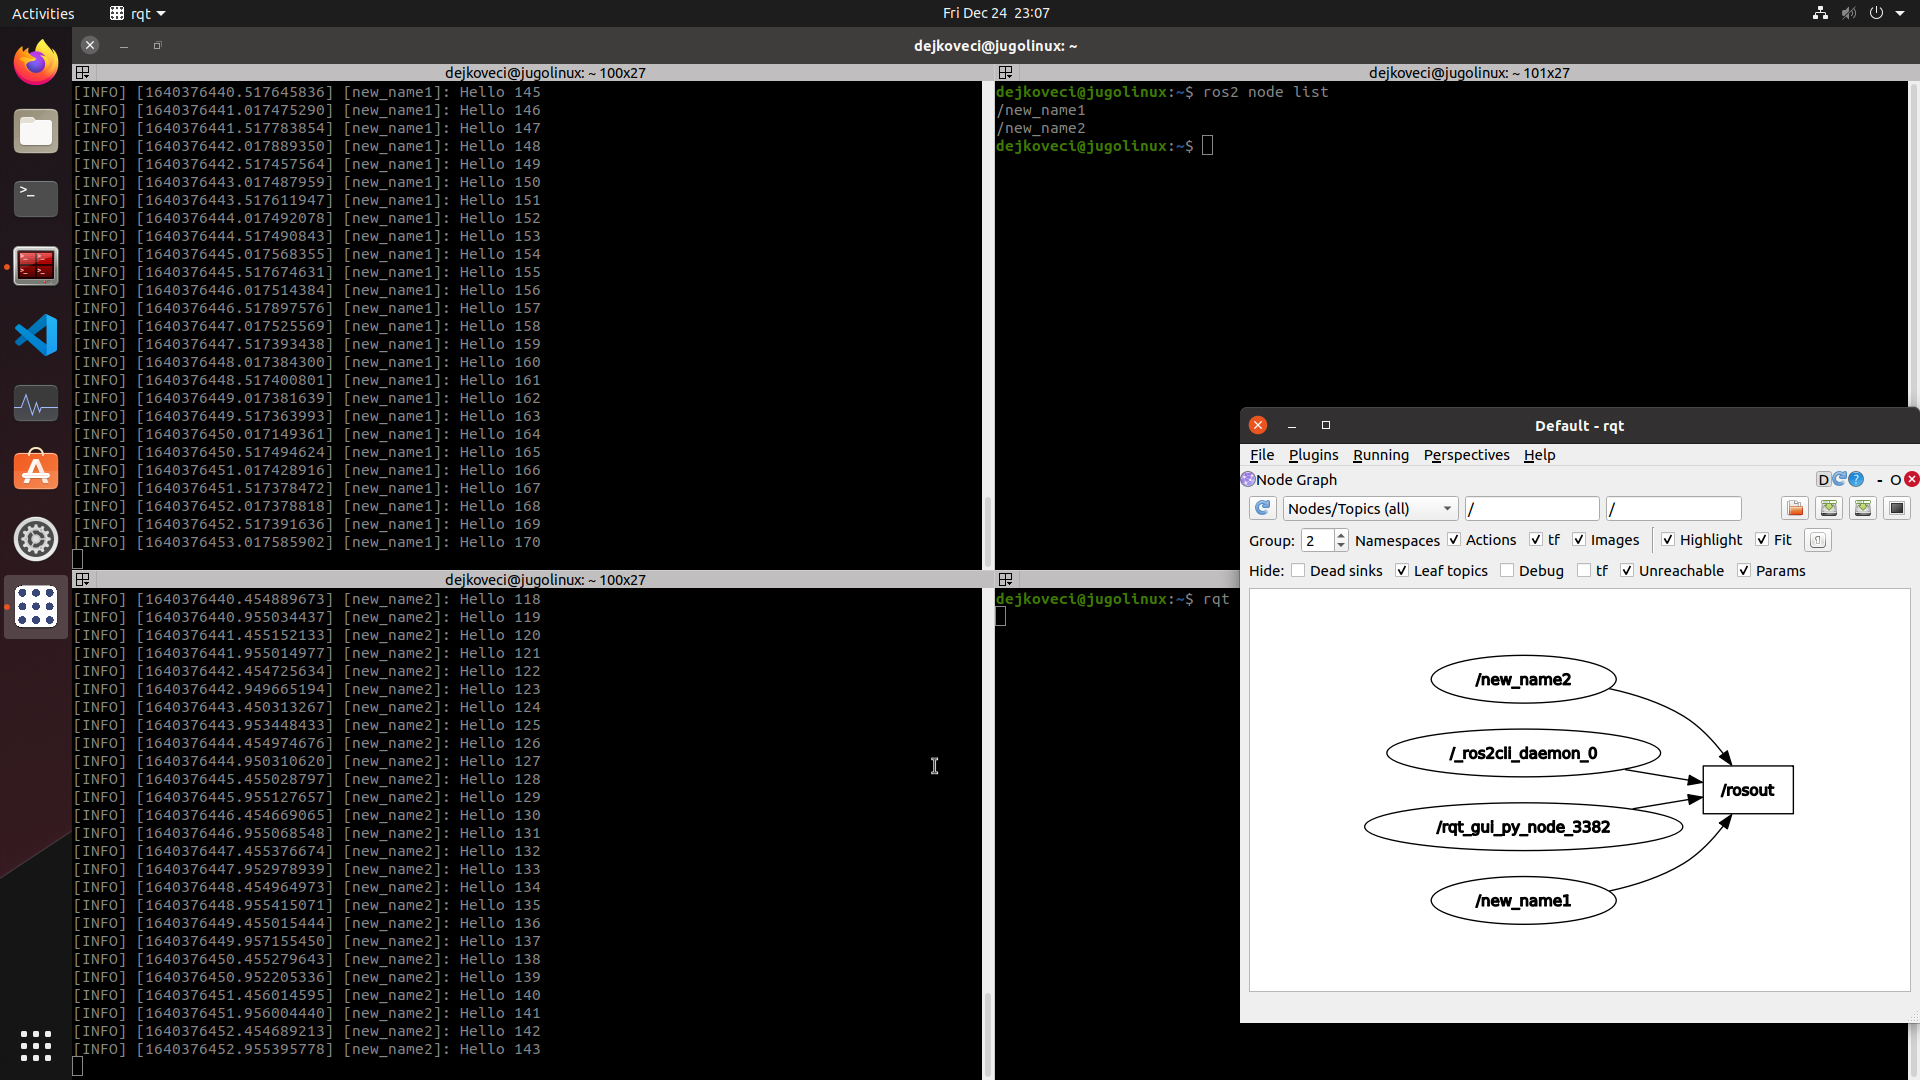 Activities
rqt
Fri Dec 24 23:07
dejkoveci@jugolinux: ~
dejkoveci@jugolinux: ~ 100x27
[INFO] [1640376440.517645836] [new_name1]: Hello 145
[INFO] [1640376441.017475290] [new_name1]: Hello 146
[INFO] [1640376441.517783854] [new_name1]: Hello 147
[INFO] [1640376442.017889350] [new_name1]: Hello 148
[INFO] [1640376442.517457564] [new_name1]: Hello 149
[INFO] [1640376443.017487959] [new_name1]: Hello 150
[INFO] [1640376443.517611947] [new_name1]: Hello 151
[INFO] [1640376444.017492078] [new_name1]: Hello 152
[INFO] [1640376444.517490843] [new_name1]: Hello 153
[INFO] [1640376445.017568355] [new_name1]: Hello 154
[INFO] [1640376445.517674631] [new_name1]: Hello 155
[INFO] [1640376446.017514384] [new_name1]: Hello 156
[INFO] [1640376446.517897576] [new_name1]: Hello 157
[INFO] [1640376447.017525569] [new_name1]: Hello 158
[INFO] [1640376447.517393438] [new_name1]: Hello 159
[INFO] [1640376448.017384300] [new_name1]: Hello 160
[INFO] [1640376448.517400801] [new_name1]: Hello 161
[INFO] [1640376449.017381639] [new_name1]: Hello 162
[INFO] [1640376449.517363993] [new_name1]: Hello 163
[INFO] [1640376450.017149361] [new_name1]: Hello 164
[INFO] [1640376450.517494624] [new_name1]: Hello 165
[INFO] [1640376451.017428916] [new_name1]: Hello 166
[INFO] [1640376451.517378472] [new_name1]: Hello 167
[INFO] [1640376452.017378818] [new_name1]: Hello 168
[INFO] [1640376452.517391636] [new_name1]: Hello 169
[INFO] [1640376453.017585902] [new_name1]: Hello 170
dejkoveci@jugolinux: ~ 101x27
dejkoveci@jugolinux:~$ ros2 node list
/new_name1
/new_name2
dejkoveci@jugolinux:~$
dejkoveci@jugolinux: ~ 100x27
[INFO] [1640376440.454889673] [new_name2]: Hello 118
[INFO] [1640376440.955034437] [new_name2]: Hello 119
[INFO] [1640376441.455152133] [new_name2]: Hello 120
[INFO] [1640376441.955014977] [new_name2]: Hello 121
[INFO] [1640376442.454725634] [new_name2]: Hello 122
[INFO] [1640376442.949665194] [new_name2]: Hello 123
[INFO] [1640376443.450313267] [new_name2]: Hello 124
[INFO] [1640376443.953448433] [new_name2]: Hello 125
[INFO] [1640376444.454974676] [new_name2]: Hello 126
[INFO] [1640376444.950310620] [new_name2]: Hello 127
[INFO] [1640376445.455028797] [new_name2]: Hello 128
[INFO] [1640376445.955127657] [new_name2]: Hello 129
[INFO] [1640376446.454669065] [new_name2]: Hello 130
[INFO] [1640376446.955068548] [new_name2]: Hello 131
[INFO] [1640376447.455376674] [new_name2]: Hello 132
[INFO] [1640376447.952978939] [new_name2]: Hello 133
[INFO] [1640376448.454964973] [new_name2]: Hello 134
[INFO] [1640376448.955415071] [new_name2]: Hello 135
[INFO] [1640376449.455015444] [new_name2]: Hello 136
[INFO] [1640376449.957155450] [new_name2]: Hello 137
[INFO] [1640376450.455279643] [new_name2]: Hello 138
[INFO] [1640376450.952205336] [new_name2]: Hello 139
[INFO] [1640376451.456014595] [new_name2]: Hello 140
[INFO] [1640376451.956004440] [new_name2]: Hello 141
[INFO] [1640376452.454689213] [new_name2]: Hello 142
[INFO] [1640376452.955395778] [new_name2]: Hello 143
dejkoveci@jugolinux:~$ rqt
Default - rqt
File Plugins Running Perspectives Help
Node Graph
D - O
Nodes/Topics (all) / /
Group: 2 Namespaces Actions tf Images Highlight Fit
Hide: Dead sinks Leaf topics Debug tf Unreachable Params
/new_name2
/_ros2cli_daemon_0
/rosout
/rqt_gui_py_node_3382
/new_name1